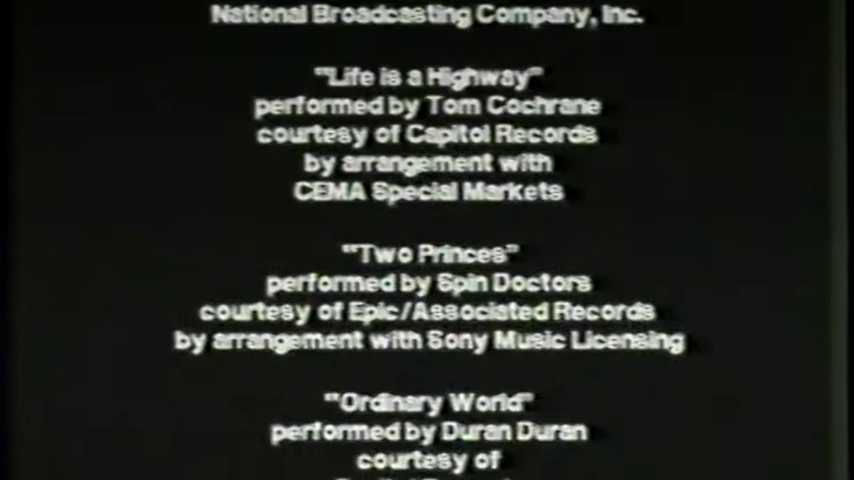 National Broadcasting Company, Inc.
"Life is a Highway"
performed by Tom Cochrane
courtesy of Capitol Records
by arrangement with
CEMA Special Markets
"Two Princes"
performed by Spin Doctors
courtesy of Epic/Associated Records
by arrangement with Sony Music Licensing
"Ordinary World"
performed by Duran Duran
courtesy of